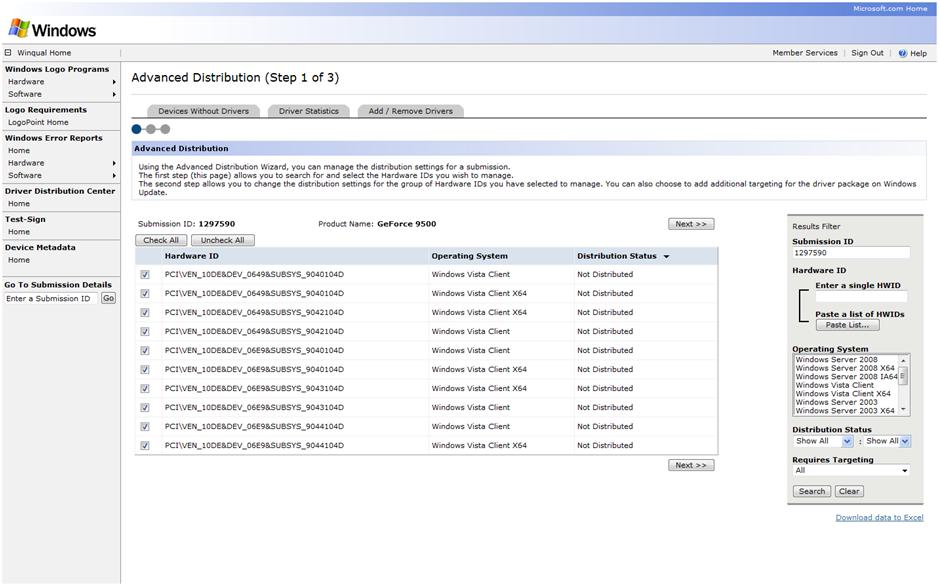 Microsoft.com Home
Windows
Winqual Home
Member Services Sign Out Help
Windows Logo Programs
Hardware
Software
Logo Requirements
LogoPoint Home
Windows Error Reports
Home
Hardware
Software
Driver Distribution Center
Home
Test-Sign
Home
Device Metadata
Home
Go To Submission Details
Enter a Submission ID Go
Advanced Distribution (Step 1 of 3)
Devices Without Drivers Driver Statistics Add / Remove Drivers
Advanced Distribution
Using the Advanced Distribution Wizard, you can manage the distribution settings for a submission.
The first step (this page) allows you to search for and select the Hardware IDs you wish to manage.
The second step allows you to change the distribution settings for the group of Hardware IDs you have selected to manage. You can also choose to add additional targeting for the driver package on Windows
Update.
Submission ID: 1297590 Product Name: GeForce 9500 Next >>
Check All Uncheck All
Hardware ID Operating System Distribution Status
PCI\VEN_10DE&DEV_0649&SUBSYS_9040104D Windows Vista Client Not Distributed
PCI\VEN_10DE&DEV_0649&SUBSYS_9040104D Windows Vista Client X64 Not Distributed
PCI\VEN_10DE&DEV_0649&SUBSYS_9042104D Windows Vista Client X64 Not Distributed
PCI\VEN_10DE&DEV_0649&SUBSYS_9042104D Windows Vista Client Not Distributed
PCI\VEN_10DE&DEV_06E9&SUBSYS_9040104D Windows Vista Client Not Distributed
PCI\VEN_10DE&DEV_06E9&SUBSYS_9040104D Windows Vista Client X64 Not Distributed
PCI\VEN_10DE&DEV_06E9&SUBSYS_9043104D Windows Vista Client X64 Not Distributed
PCI\VEN_10DE&DEV_06E9&SUBSYS_9043104D Windows Vista Client Not Distributed
PCI\VEN_10DE&DEV_06E9&SUBSYS_9044104D Windows Vista Client Not Distributed
PCI\VEN_10DE&DEV_06E9&SUBSYS_9044104D Windows Vista Client X64 Not Distributed
Next >>
Results Filter
Submission ID
1297590
Hardware ID
Enter a single HWID
Paste a list of HWIDs
Paste List...
Operating System
Windows Server 2008
Windows Server 2008 X64
Windows Server 2008 IA64
Windows Vista Client
Windows Vista Client X64
Windows Server 2003
Windows Server 2003 X64
Distribution Status
Show All : Show All
Requires Targeting
All
Search Clear
Download data to Excel